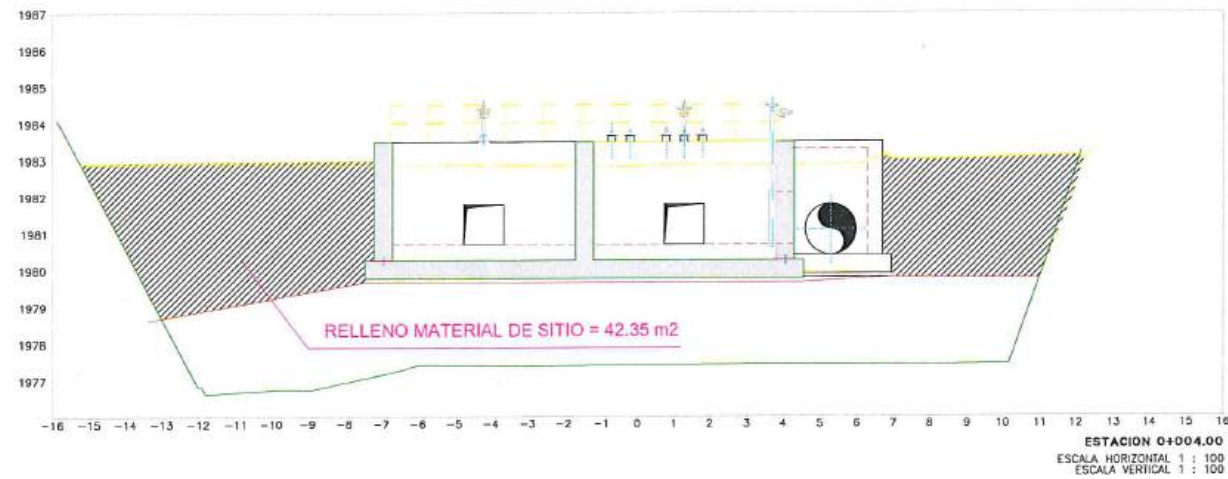 1987
1986
1985
1984
1983
1982
1981
1980
1979
1978
1977
RELLENO MATERIAL DE SITIO = 42.35 m2
-16 -15 -14 -13 -12 -11 -10 -9 -8 -7 -6 -5 -4 -3 -2 -1 0 1 2 3 4 5 6 7 8 9 10 11 12 13 14 15 16
ESTACION 0+004.00
ESCALA HORIZONTAL 1 : 100
ESCALA VERTICAL 1 : 100